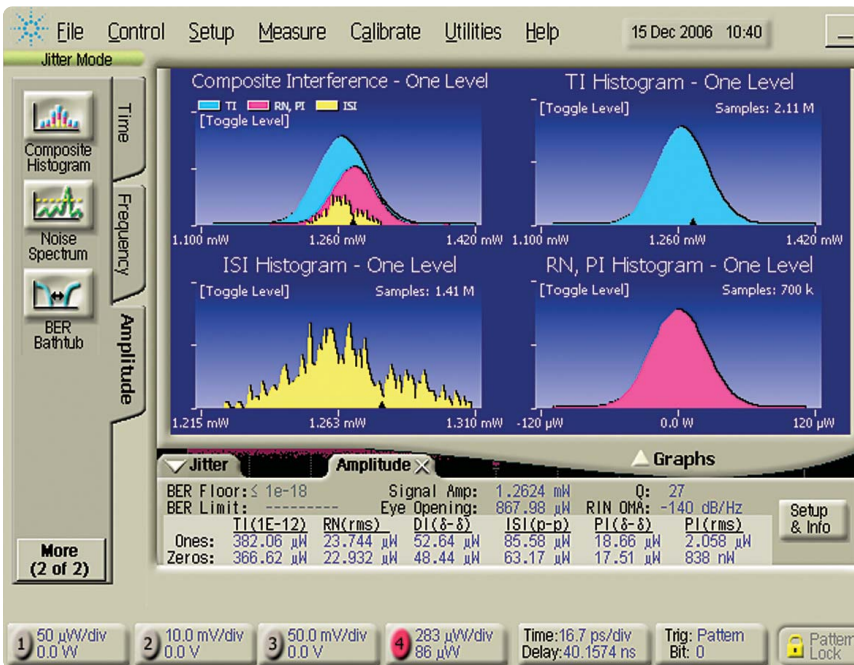 File Control Setup Measure Calibrate Utilities Help 15 Dec 2006 10:40
Jitter Mode
Composite Histogram
Noise Spectrum
BER Bathtub
More (2 of 2)
Time
Frequency
Amplitude
Composite Interference - One Level
TI RN, PI ISI
[Toggle Level]
1.100 mW 1.260 mW 1.420 mW
TI Histogram - One Level
[Toggle Level] Samples: 2.11 M
1.100 mW 1.260 mW 1.420 mW
ISI Histogram - One Level
[Toggle Level] Samples: 1.41 M
1.215 mW 1.263 mW 1.310 mW
RN, PI Histogram - One Level
[Toggle Level] Samples: 700 k
-120 µW 0.0 W 120 µW
Jitter Amplitude Graphs
BER Floor:≤ 1e-18 Signal Amp: 1.2624 mW Q: 27
BER Limit: ---------- Eye Opening: 867.98 µW RIN OMA: -140 dB/Hz
TI(1E-12) RN(rms) DI(δ-δ) ISI(p-p) PI(δ-δ) PI(rms)
Ones: 382.06 µW 23.744 µW 52.64 µW 85.58 µW 18.66 µW 2.058 µW
Zeros: 366.62 µW 22.932 µW 48.44 µW 63.17 µW 17.51 µW 838 nW
Setup & Info
1 50 µW/div 0.0 W
2 10.0 mV/div 0.0 V
3 50.0 mV/div 0.0 V
4 283 µW/div 86 µW
Time:16.7 ps/div
Delay:40.1574 ns
Trig: Pattern
Bit: 0
Pattern Lock